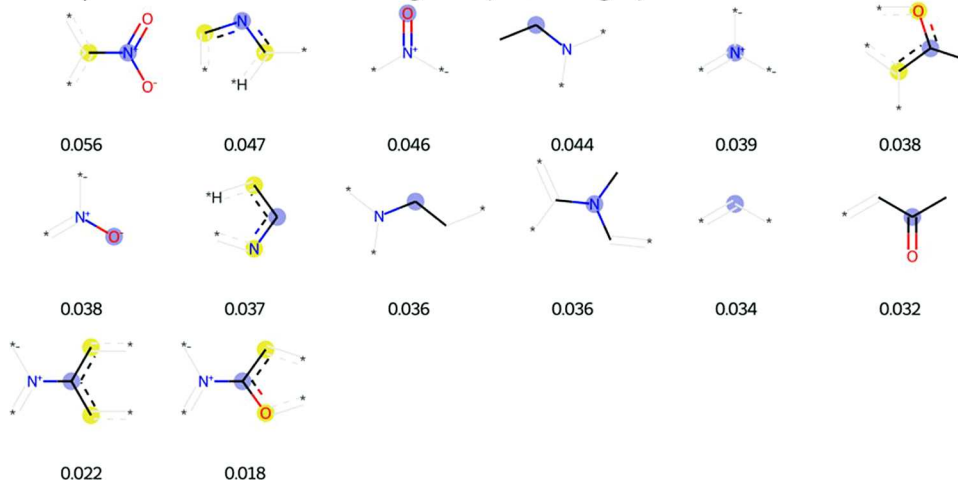 * O
N⁺
* O⁻
N
*H *
*
O
N⁺
* *-
N *
*
*-
N⁺
* *-
* O
*
*
0.056 0.047 0.046 0.044 0.039 0.038
*-
N⁺
* O⁻
*H
*
N
*
N *
*
*
N
* *
* *
*
O
0.038 0.037 0.036 0.036 0.034 0.032
*- *
N⁺
* *
*- *
N⁺
* O *
0.022 0.018